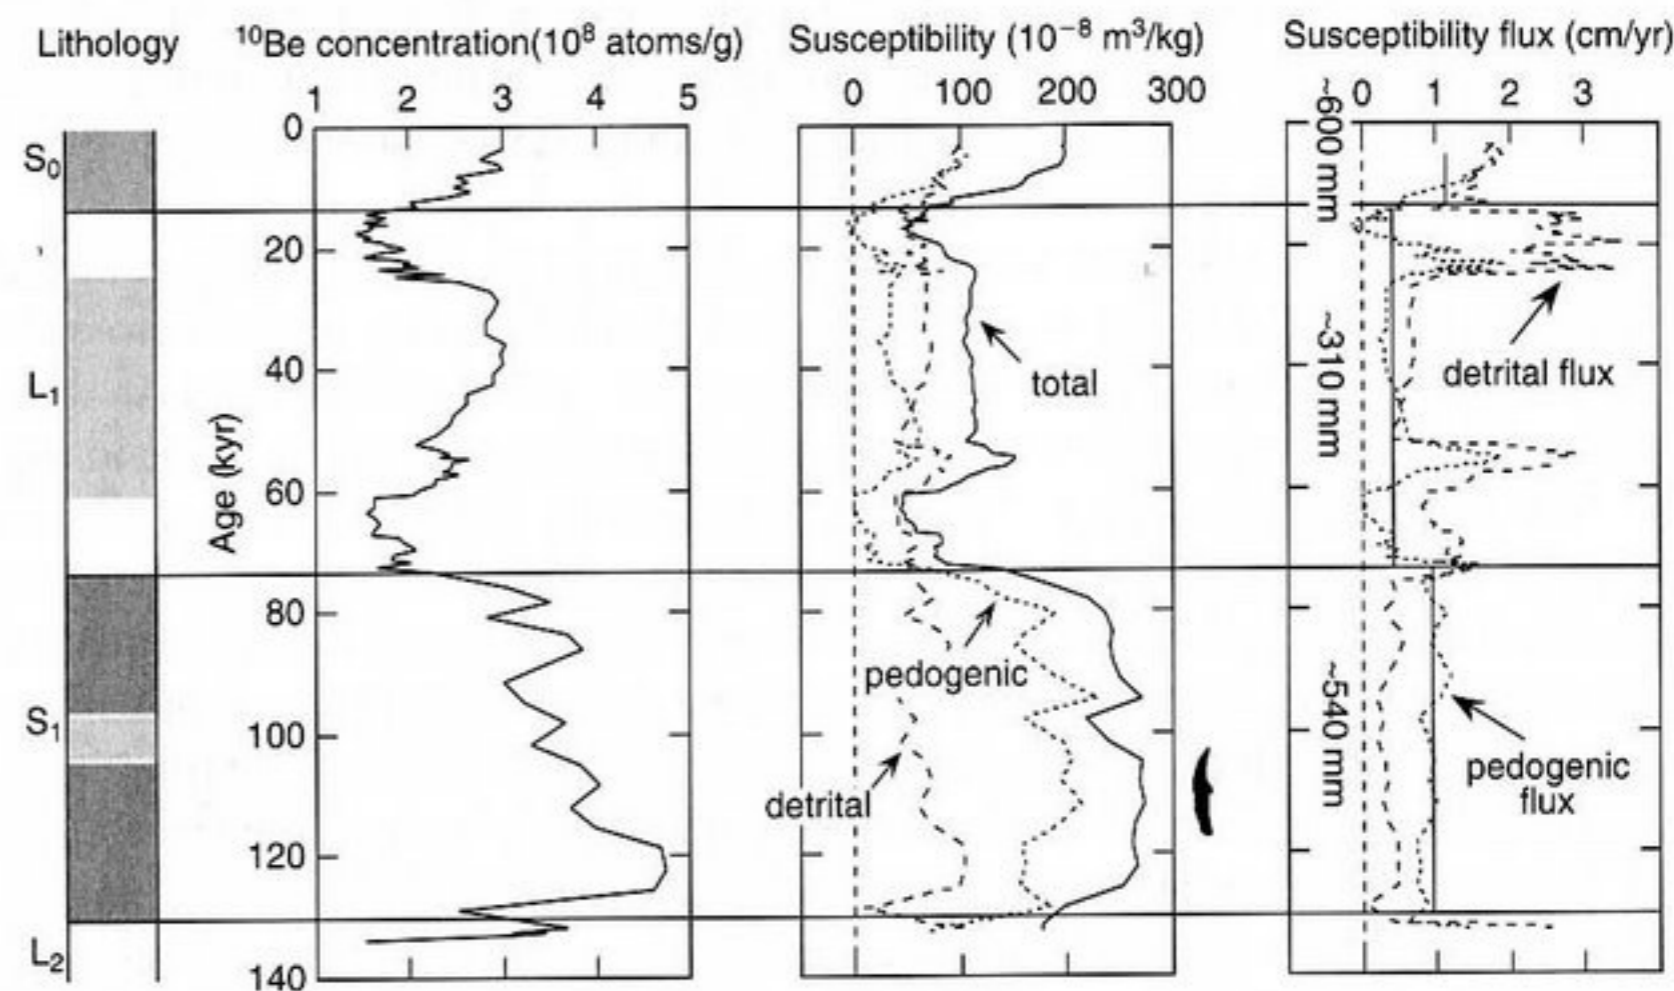 Lithology
¹⁰Be concentration(10⁸ atoms/g)
Susceptibility (10⁻⁸ m³/kg)
Susceptibility flux (cm/yr)
1 2 3 4 5
0 100 200 300
0 1 2 3
S₀
L₁
S₁
L₂
Age (kyr)
0
20
40
60
80
100
120
140
total
pedogenic
detrital
~600 mm
~310 mm
~540 mm
detrital flux
pedogenic
flux